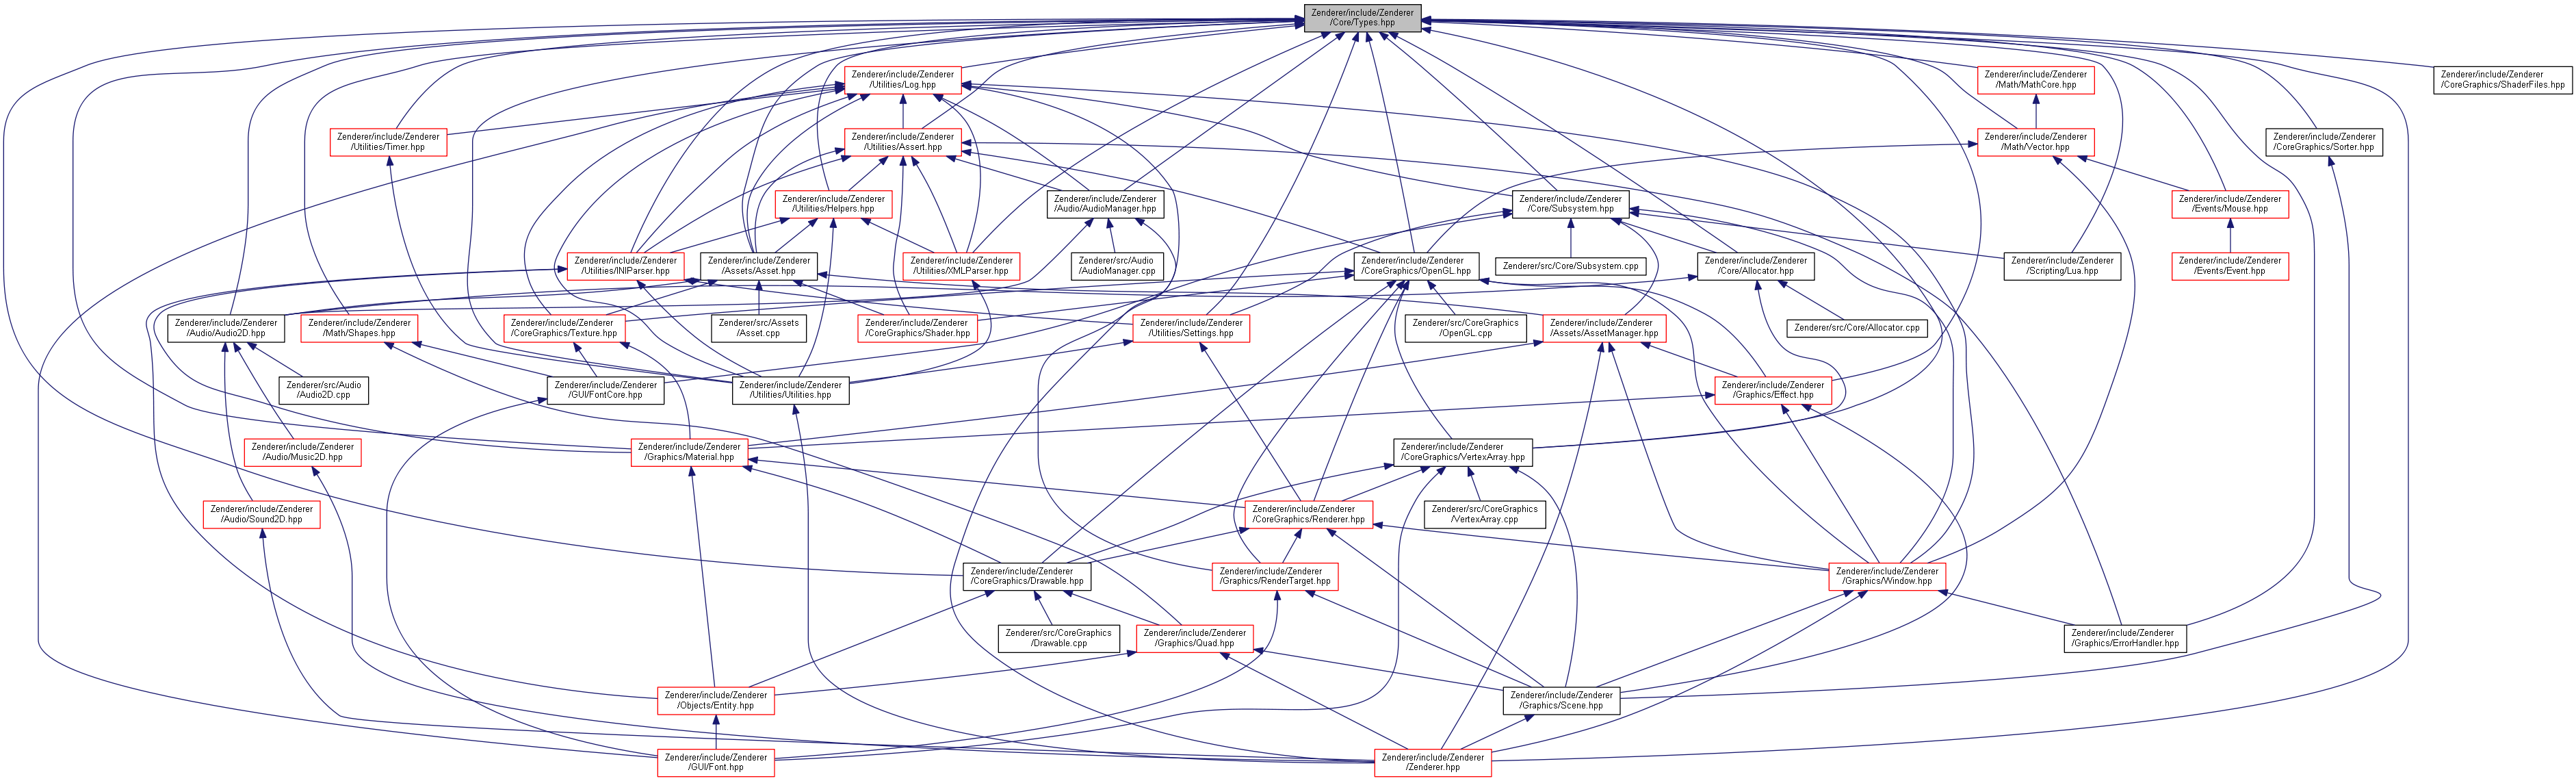 Zenderer/include/Zenderer
/Core/Types.hpp
Zenderer/include/Zenderer
/Utilities/Log.hpp
Zenderer/include/Zenderer
/Math/MathCore.hpp
Zenderer/include/Zenderer
/CoreGraphics/ShaderFiles.hpp
Zenderer/include/Zenderer
/Utilities/Timer.hpp
Zenderer/include/Zenderer
/Utilities/Assert.hpp
Zenderer/include/Zenderer
/Math/Vector.hpp
Zenderer/include/Zenderer
/CoreGraphics/Sorter.hpp
Zenderer/include/Zenderer
/Utilities/Helpers.hpp
Zenderer/include/Zenderer
/Audio/AudioManager.hpp
Zenderer/include/Zenderer
/Core/Subsystem.hpp
Zenderer/include/Zenderer
/Events/Mouse.hpp
Zenderer/include/Zenderer
/Utilities/INIParser.hpp
Zenderer/include/Zenderer
/Assets/Asset.hpp
Zenderer/include/Zenderer
/Utilities/XMLParser.hpp
Zenderer/src/Audio
/AudioManager.cpp
Zenderer/include/Zenderer
/CoreGraphics/OpenGL.hpp
Zenderer/src/Core/Subsystem.cpp
Zenderer/include/Zenderer
/Core/Allocator.hpp
Zenderer/include/Zenderer
/Scripting/Lua.hpp
Zenderer/include/Zenderer
/Events/Event.hpp
Zenderer/include/Zenderer
/Audio/Audio2D.hpp
Zenderer/include/Zenderer
/Math/Shapes.hpp
Zenderer/include/Zenderer
/CoreGraphics/Texture.hpp
Zenderer/src/Assets
/Asset.cpp
Zenderer/include/Zenderer
/CoreGraphics/Shader.hpp
Zenderer/include/Zenderer
/Utilities/Settings.hpp
Zenderer/src/CoreGraphics
/OpenGL.cpp
Zenderer/include/Zenderer
/Assets/AssetManager.hpp
Zenderer/src/Core/Allocator.cpp
Zenderer/src/Audio
/Audio2D.cpp
Zenderer/include/Zenderer
/GUI/FontCore.hpp
Zenderer/include/Zenderer
/Utilities/Utilities.hpp
Zenderer/include/Zenderer
/Graphics/Effect.hpp
Zenderer/include/Zenderer
/Audio/Music2D.hpp
Zenderer/include/Zenderer
/Graphics/Material.hpp
Zenderer/include/Zenderer
/CoreGraphics/VertexArray.hpp
Zenderer/include/Zenderer
/Audio/Sound2D.hpp
Zenderer/include/Zenderer
/CoreGraphics/Renderer.hpp
Zenderer/src/CoreGraphics
/VertexArray.cpp
Zenderer/include/Zenderer
/CoreGraphics/Drawable.hpp
Zenderer/include/Zenderer
/Graphics/RenderTarget.hpp
Zenderer/include/Zenderer
/Graphics/Window.hpp
Zenderer/src/CoreGraphics
/Drawable.cpp
Zenderer/include/Zenderer
/Graphics/Quad.hpp
Zenderer/include/Zenderer
/Graphics/ErrorHandler.hpp
Zenderer/include/Zenderer
/Objects/Entity.hpp
Zenderer/include/Zenderer
/Graphics/Scene.hpp
Zenderer/include/Zenderer
/GUI/Font.hpp
Zenderer/include/Zenderer
/Zenderer.hpp